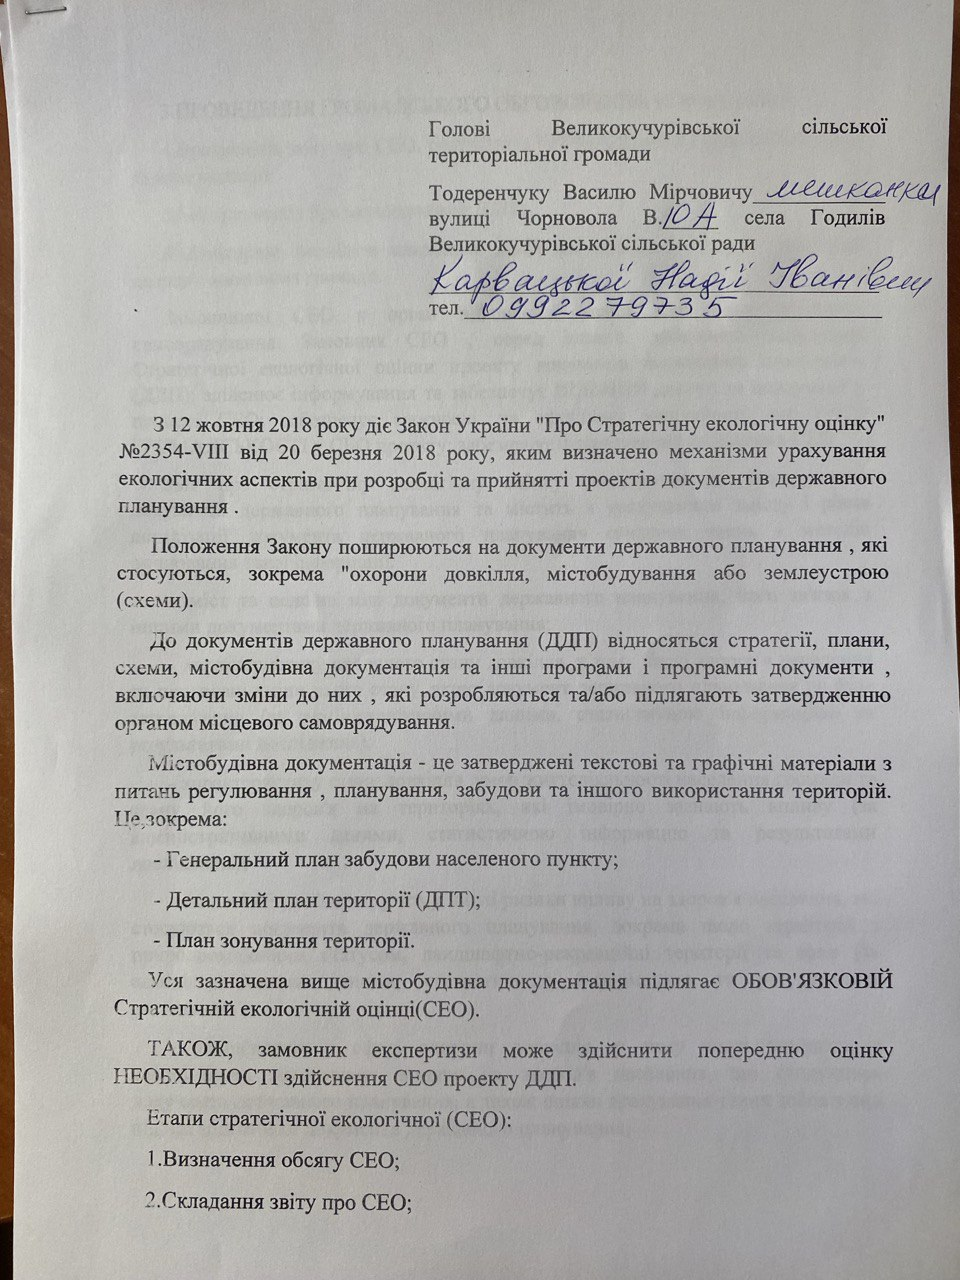 Голові Великокучурівської сільської
територіальної громади
Тодеренчуку Василю Мірчовичу мешканки
вулиці Чорновола В. 10А села Годилів
Великокучурівської сільської ради
Карвацької Надії Іванівни
тел. 0992279735
З 12 жовтня 2018 року діє Закон України "Про Стратегічну екологічну оцінку"
№2354-VIII від 20 березня 2018 року, яким визначено механізми урахування
екологічних аспектів при розробці та прийнятті проектів документів державного
планування .
Положення Закону поширюються на документи державного планування , які
стосуються, зокрема "охорони довкілля, містобудування або землеустрою
(схеми).
До документів державного планування (ДДП) відносяться стратегії, плани,
схеми, містобудівна документація та інші програми і програмні документи ,
включаючи зміни до них , які розробляються та/або підлягають затвердженню
органом місцевого самоврядування.
Містобудівна документація - це затверджені текстові та графічні матеріали з
питань регулювання , планування, забудови та іншого використання територій.
Це,зокрема:
- Генеральний план забудови населеного пункту;
- Детальний план території (ДПТ);
- План зонування території.
Уся зазначена вище містобудівна документація підлягає ОБОВ'ЯЗКОВІЙ
Стратегічній екологічній оцінці(СЕО).
ТАКОЖ, замовник експертизи може здійснити попередню оцінку
НЕОБХІДНОСТІ здійснення СЕО проекту ДДП.
Етапи стратегічної екологічної (СЕО):
1.Визначення обсягу СЕО;
2.Складання звіту про СЕО;